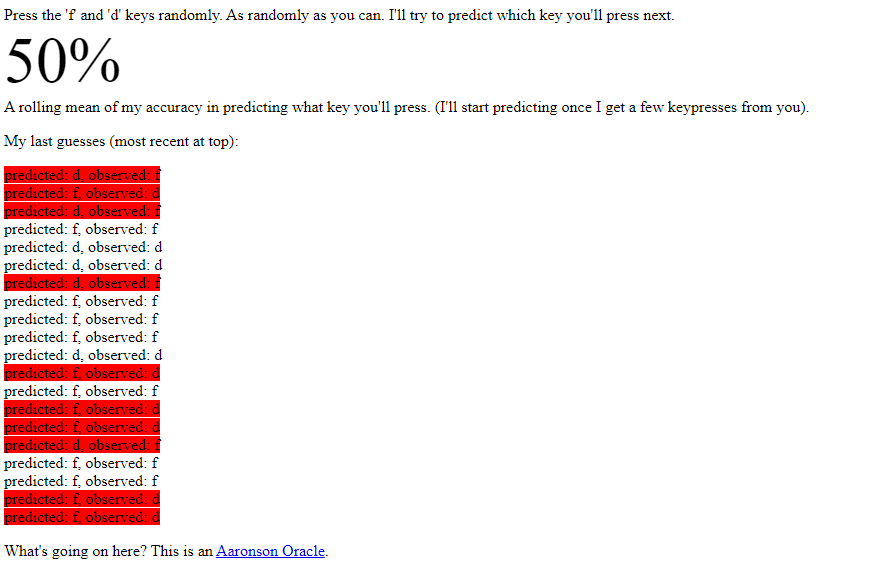 Press the 'f' and 'd' keys randomly. As randomly as you can. I'll try to predict which key you'll press next.
50%
A rolling mean of my accuracy in predicting what key you'll press. (I'll start predicting once I get a few keypresses from you).
My last guesses (most recent at top):
predicted: d, observed: f
predicted: f, observed: d
predicted: d, observed: f
predicted: f, observed: f
predicted: d, observed: d
predicted: d, observed: d
predicted: d, observed: f
predicted: f, observed: f
predicted: f, observed: f
predicted: f, observed: f
predicted: d, observed: d
predicted: f, observed: d
predicted: f, observed: f
predicted: f, observed: d
predicted: f, observed: d
predicted: d, observed: f
predicted: f, observed: f
predicted: f, observed: f
predicted: f, observed: d
predicted: f, observed: d
What's going on here? This is an Aaronson Oracle.